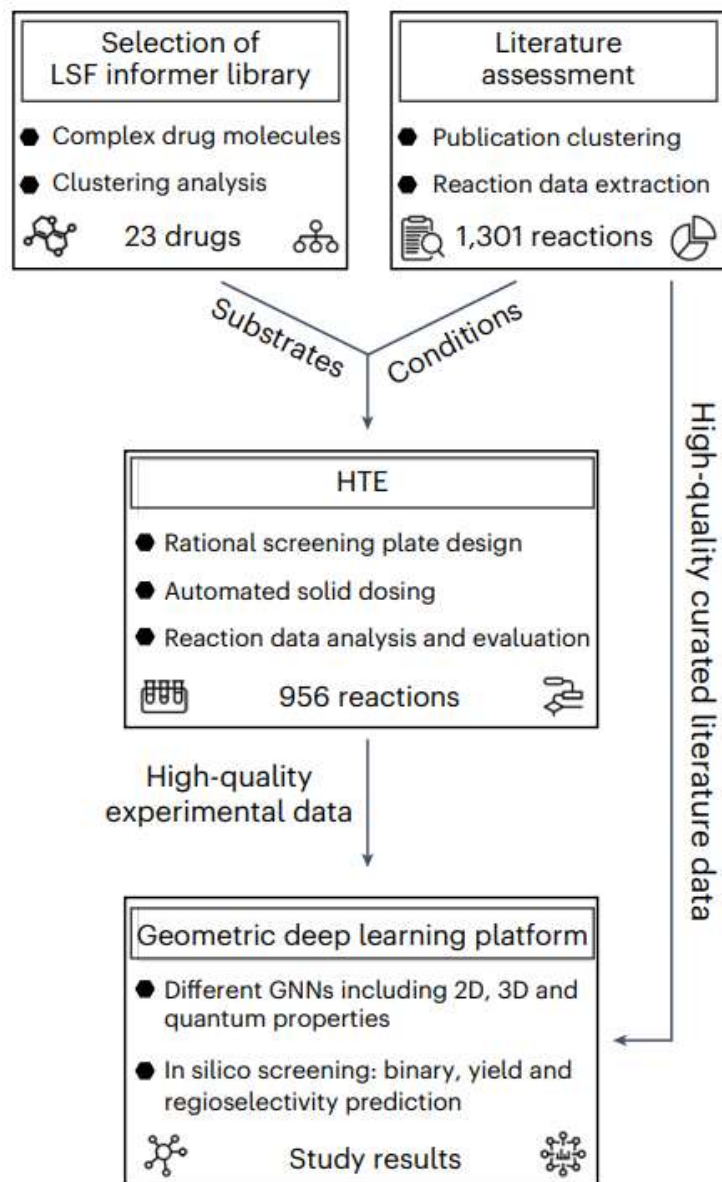 Selection of
LSF informer library
Complex drug molecules
Clustering analysis
23 drugs
Literature
assessment
Publication clustering
Reaction data extraction
1,301 reactions
Substrates
Conditions
High-quality curated literature data
HTE
Rational screening plate design
Automated solid dosing
Reaction data analysis and evaluation
956 reactions
High-quality
experimental data
Geometric deep learning platform
Different GNNs including 2D, 3D and
quantum properties
In silico screening: binary, yield and
regioselectivity prediction
Study results